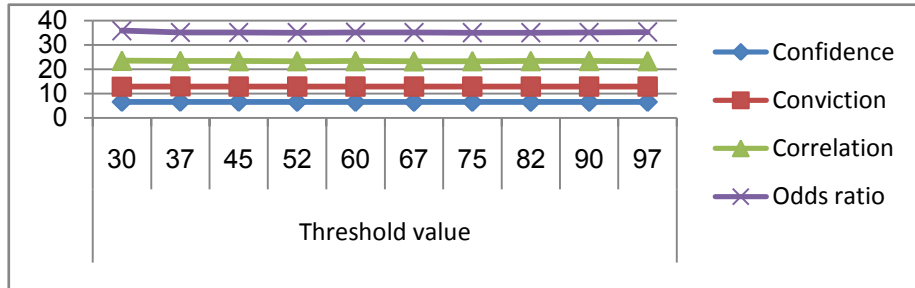 40
30
20
10
0
30 37 45 52 60 67 75 82 90 97
Threshold value
Confidence
Conviction
Correlation
Odds ratio